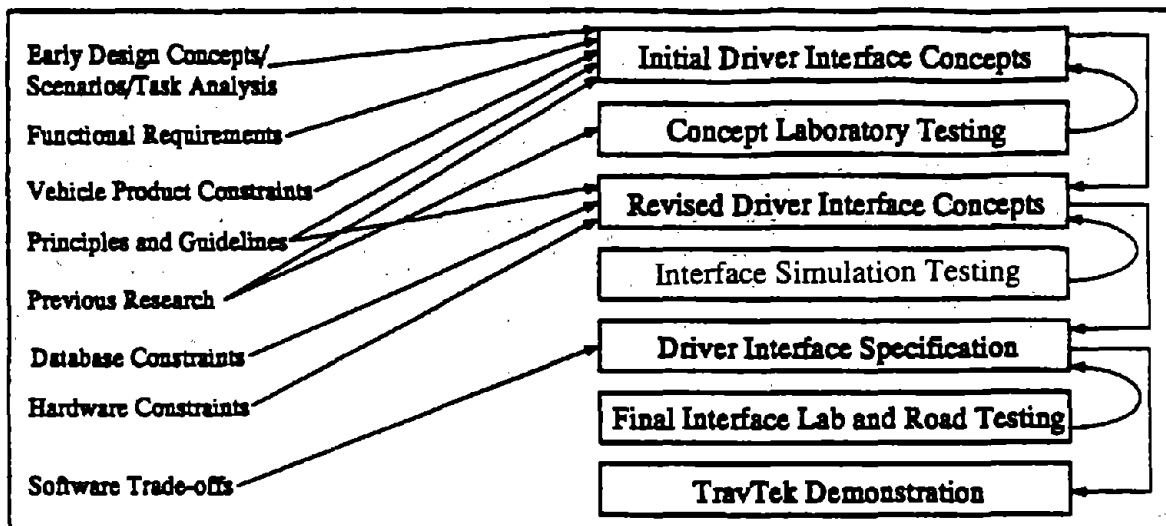 Early Design Concepts/
Scenarios/Task Analysis
Functional Requirements
Vehicle Product Constraints
Principles and Guidelines
Previous Research
Database Constraints
Hardware Constraints
Software Trade-offs
Initial Driver Interface Concepts
Concept Laboratory Testing
Revised Driver Interface Concepts
Interface Simulation Testing
Driver Interface Specification
Final Interface Lab and Road Testing
TravTek Demonstration